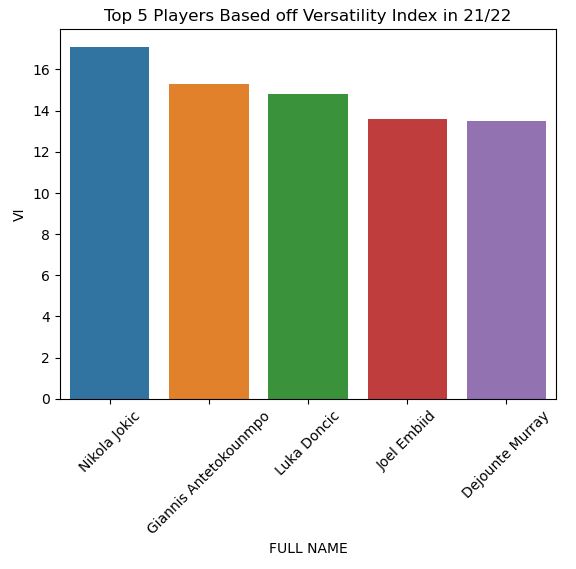 Top 5 Players Based off Versatility Index in 21/22
16
14
12
10
8
6
4
2
0
VI
Nikola Jokic
Giannis Antetokounmpo
Luka Doncic
Joel Embiid
Dejounte Murray
FULL NAME